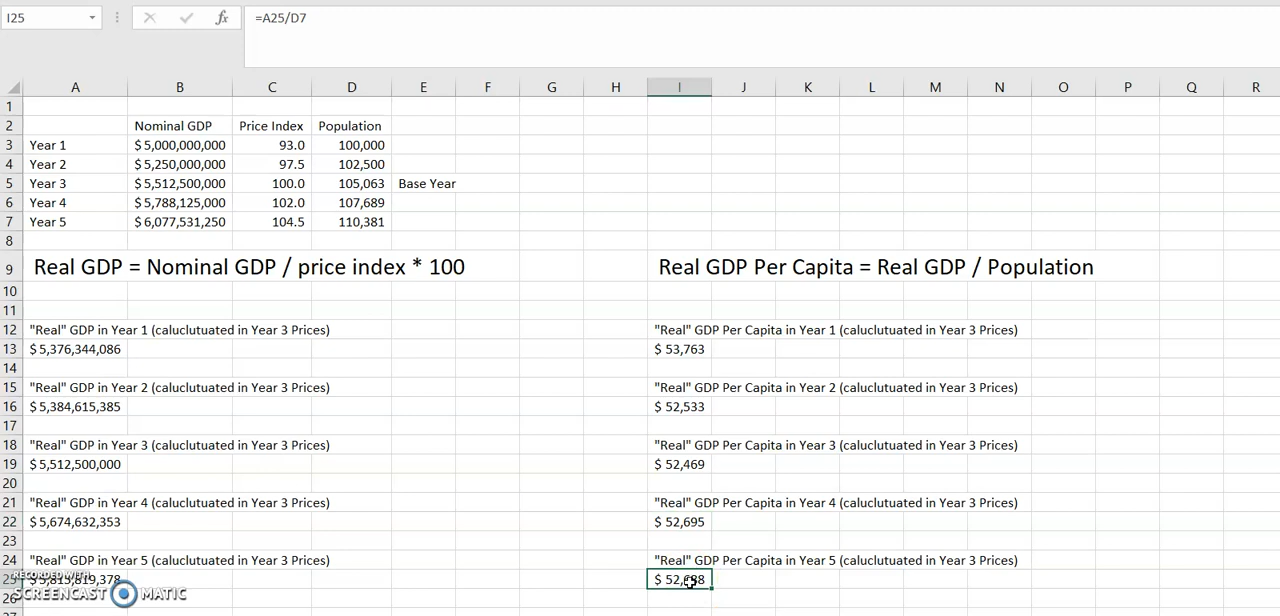 I25 fx =A25/D7
A B C D E F G H I J K L M N O P Q R
1
2 Nominal GDP Price Index Population
3 Year 1 $ 5,000,000,000 93.0 100,000
4 Year 2 $ 5,250,000,000 97.5 102,500
5 Year 3 $ 5,512,500,000 100.0 105,063 Base Year
6 Year 4 $ 5,788,125,000 102.0 107,689
7 Year 5 $ 6,077,531,250 104.5 110,381
8
9 Real GDP = Nominal GDP / price index * 100 Real GDP Per Capita = Real GDP / Population
10
11
12 "Real" GDP in Year 1 (caluclutuated in Year 3 Prices) "Real" GDP Per Capita in Year 1 (caluclutuated in Year 3 Prices)
13 $ 5,376,344,086 $ 53,763
14
15 "Real" GDP in Year 2 (caluclutuated in Year 3 Prices) "Real" GDP Per Capita in Year 2 (caluclutuated in Year 3 Prices)
16 $ 5,384,615,385 $ 52,533
17
18 "Real" GDP in Year 3 (caluclutuated in Year 3 Prices) "Real" GDP Per Capita in Year 3 (caluclutuated in Year 3 Prices)
19 $ 5,512,500,000 $ 52,469
20
21 "Real" GDP in Year 4 (caluclutuated in Year 3 Prices) "Real" GDP Per Capita in Year 4 (caluclutuated in Year 3 Prices)
22 $ 5,674,632,353 $ 52,695
23
24 "Real" GDP in Year 5 (caluclutuated in Year 3 Prices) "Real" GDP Per Capita in Year 5 (caluclutuated in Year 3 Prices)
RECORDED WITH
25 $ 5,815,819,378
SCREENCAST MATIC
26